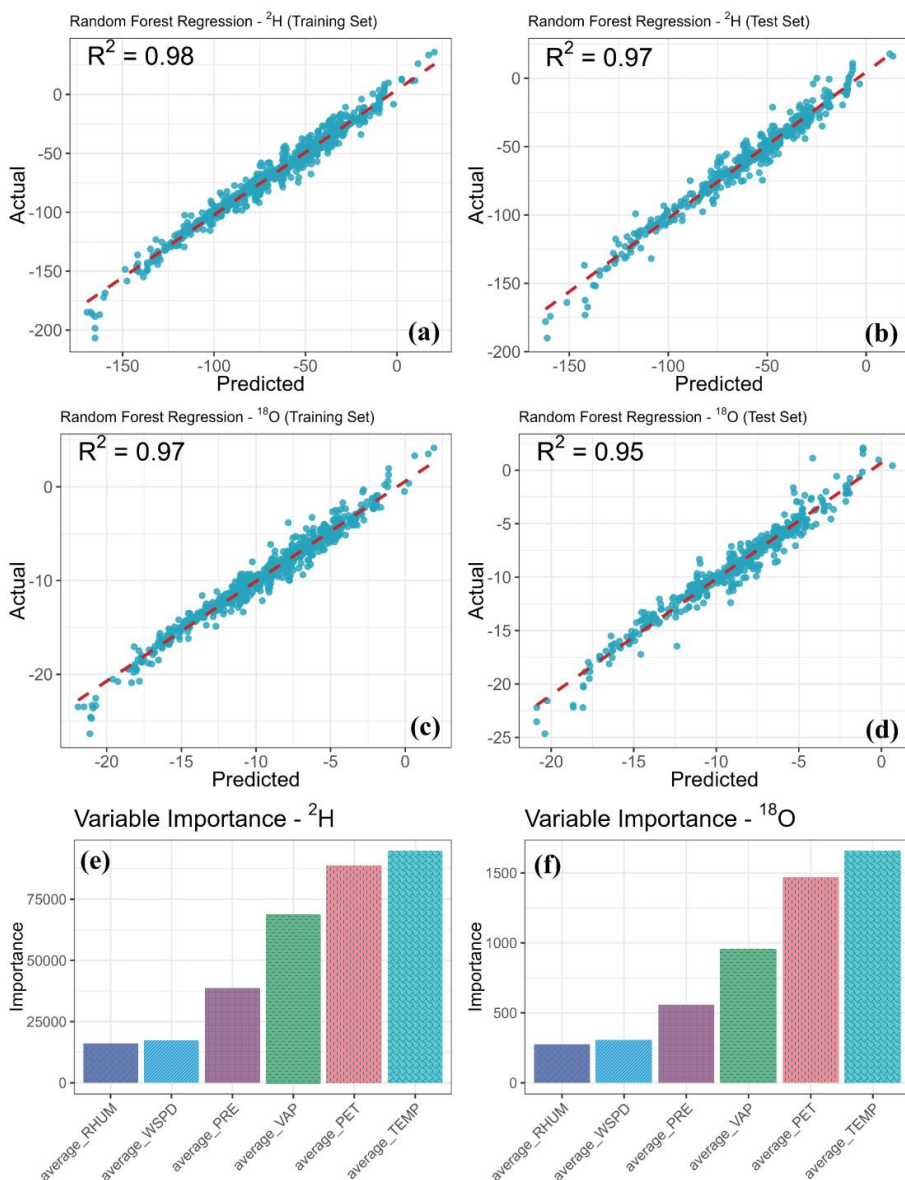 Random Forest Regression - ²H (Training Set)
R² = 0.98
0
-50
-100
-150
-200
Actual
-150
-100
-50
0
Predicted
(a)
Random Forest Regression - ²H (Test Set)
R² = 0.97
0
-50
-100
-150
-200
Actual
-150
-100
-50
0
Predicted
(b)
Random Forest Regression - ¹⁸O (Training Set)
R² = 0.97
0
-10
-20
Actual
-20
-15
-10
-5
0
Predicted
(c)
Random Forest Regression - ¹⁸O (Test Set)
R² = 0.95
0
-5
-10
-15
-20
-25
Actual
-20
-15
-10
-5
0
Predicted
(d)
Variable Importance - ²H
(e)
75000
50000
25000
0
Importance
average_RHUM
average_WSPD
average_PRE
average_VAP
average_PET
average_TEMP
Variable Importance - ¹⁸O
(f)
1500
1000
500
0
Importance
average_RHUM
average_WSPD
average_PRE
average_VAP
average_PET
average_TEMP